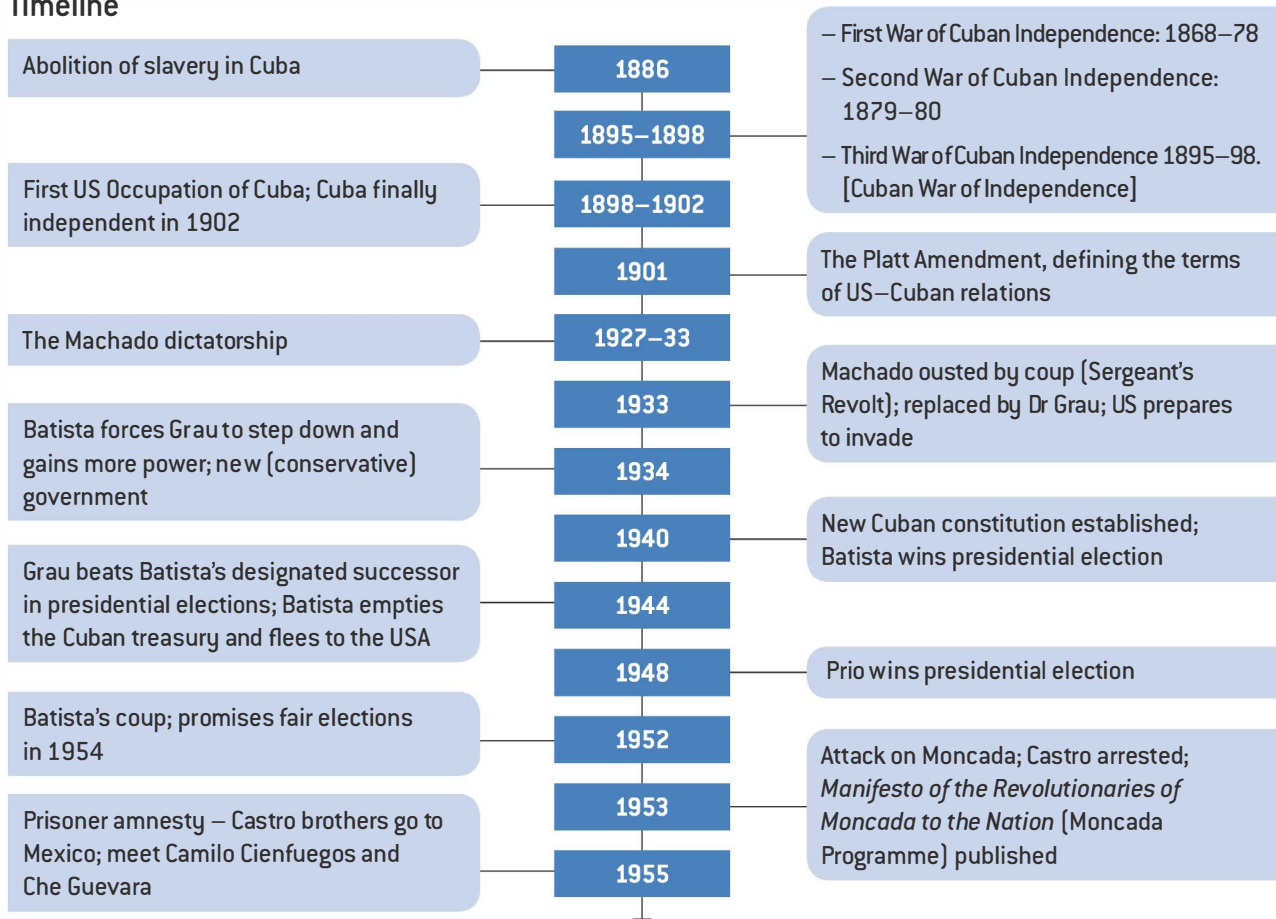 Timeline
Abolition of slavery in Cuba
1886
1895–1898
– First War of Cuban Independence: 1868–78
– Second War of Cuban Independence:
1879–80
– Third War of Cuban Independence 1895–98.
[Cuban War of Independence]
First US Occupation of Cuba; Cuba finally
independent in 1902
1898–1902
1901
The Platt Amendment, defining the terms
of US–Cuban relations
The Machado dictatorship
1927–33
1933
Machado ousted by coup (Sergeant's
Revolt); replaced by Dr Grau; US prepares
to invade
Batista forces Grau to step down and
gains more power; new (conservative)
government
1934
1940
New Cuban constitution established;
Batista wins presidential election
Grau beats Batista's designated successor
in presidential elections; Batista empties
the Cuban treasury and flees to the USA
1944
1948
Prio wins presidential election
Batista's coup; promises fair elections
in 1954
1952
1953
Attack on Moncada; Castro arrested;
Manifesto of the Revolutionaries of
Moncada to the Nation (Moncada
Programme) published
Prisoner amnesty – Castro brothers go to
Mexico; meet Camilo Cienfuegos and
Che Guevara
1955